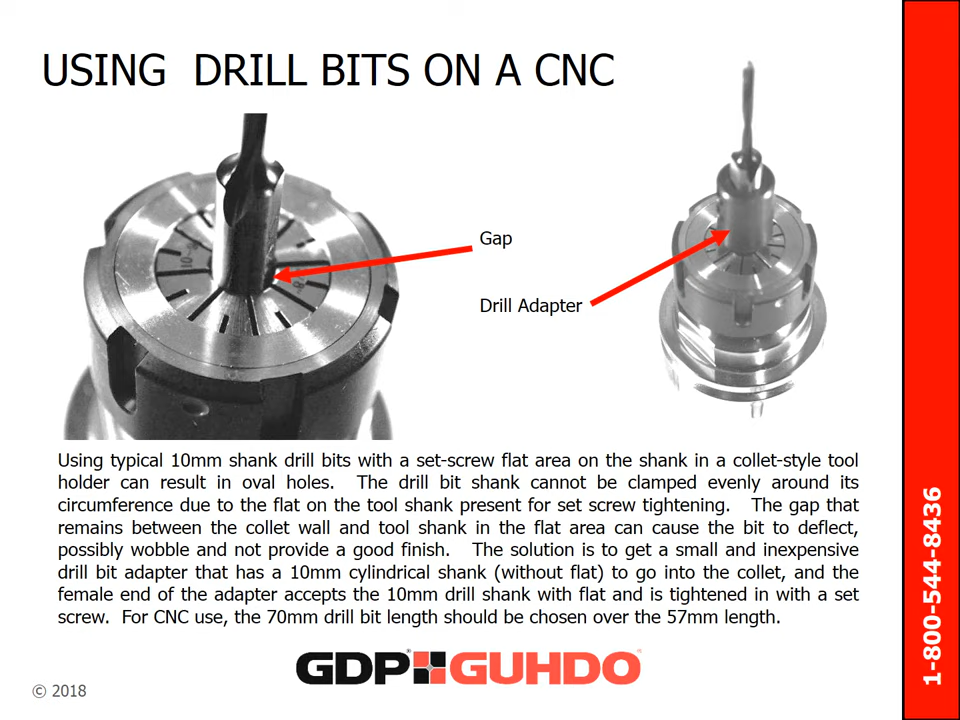 USING DRILL BITS ON A CNC
Gap
Drill Adapter
Using typical 10mm shank drill bits with a set-screw flat area on the shank in a collet-style tool
holder can result in oval holes. The drill bit shank cannot be clamped evenly around its
circumference due to the flat on the tool shank present for set screw tightening. The gap that
remains between the collet wall and tool shank in the flat area can cause the bit to deflect,
possibly wobble and not provide a good finish. The solution is to get a small and inexpensive
drill bit adapter that has a 10mm cylindrical shank (without flat) to go into the collet, and the
female end of the adapter accepts the 10mm drill shank with flat and is tightened in with a set
screw. For CNC use, the 70mm drill bit length should be chosen over the 57mm length.
GDP® GUHDO®
© 2018
1-800-544-8436